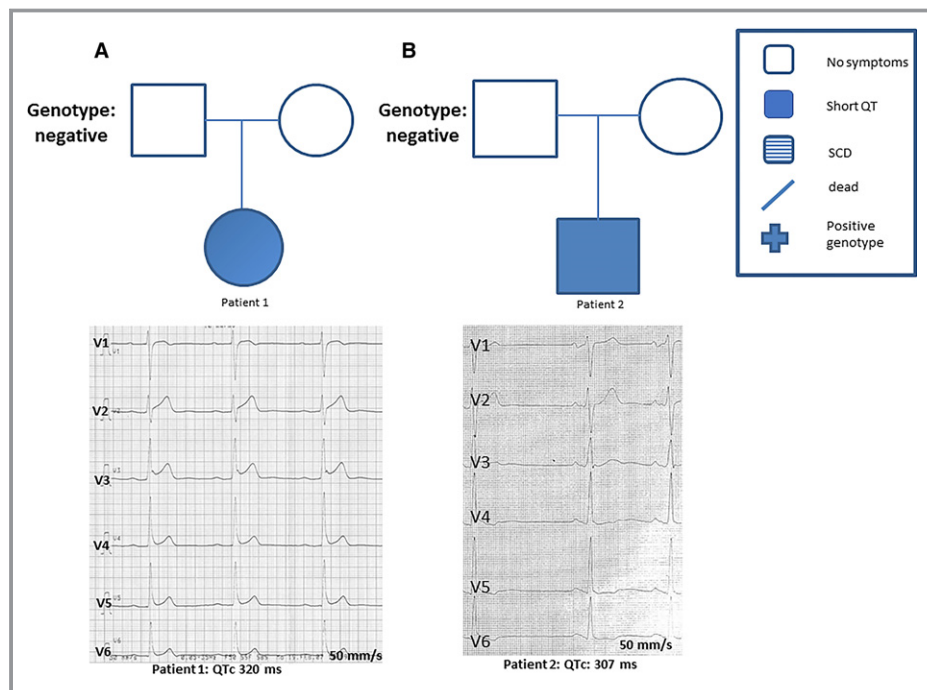 A
B
Genotype:
negative
Genotype:
negative
No symptoms
Short QT
SCD
dead
Positive
genotype
Patient 1
Patient 2
V1
V2
V3
V4
V5
V6
50 mm/s
Patient 1: QTc 320 ms
V1
V2
V3
V4
V5
V6
50 mm/s
Patient 2: QTc: 307 ms